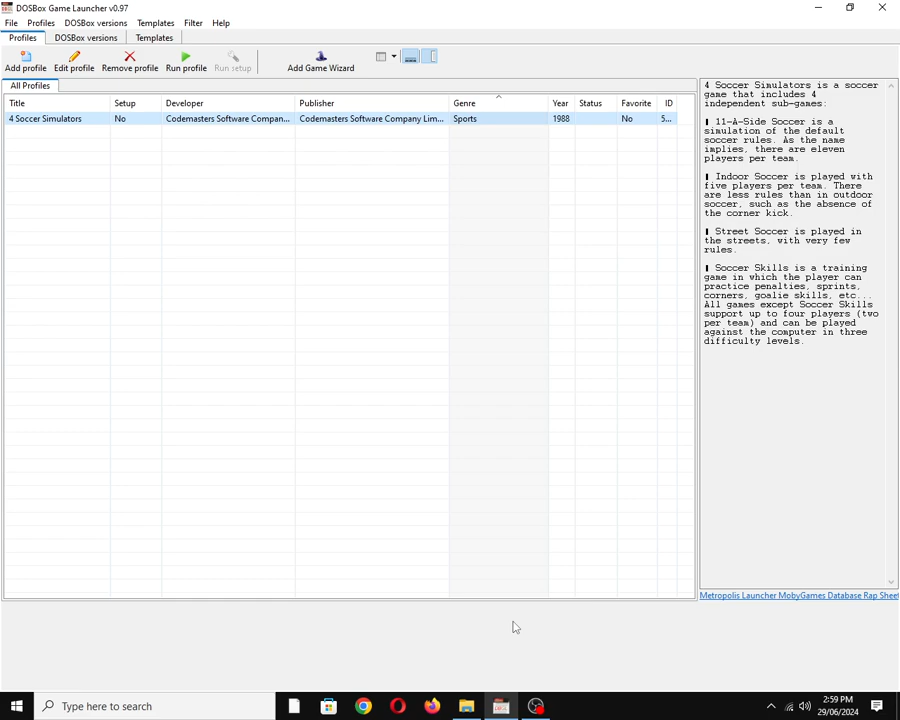 DOSBox Game Launcher v0.97
File Profiles DOSBox versions Templates Filter Help
Profiles DOSBox versions Templates
Add profile Edit profile Remove profile Run profile Run setup Add Game Wizard
All Profiles
Title Setup Developer Publisher Genre Year Status Favorite ID
4 Soccer Simulators No Codemasters Software Compan... Codemasters Software Company Lim... Sports 1988 No 5...
4 Soccer Simulators is a soccer
game that includes 4
independent sub-games:
11-A-Side Soccer is a
simulation of the default
soccer rules. As the name
implies, there are eleven
players per team.
Indoor Soccer is played with
five players per team. There
are less rules than in outdoor
soccer, such as the absence of
the corner kick.
Street Soccer is played in
the streets, with very few
rules.
Soccer Skills is a training
game in which the player can
practice penalties, sprints,
corners, goalie skills, etc...
All games except Soccer Skills
support up to four players (two
per team) and can be played
against the computer in three
difficulty levels.
Metropolis Launcher MobyGames Database Rap Sheet
Type here to search
2:59 PM
29/06/2024